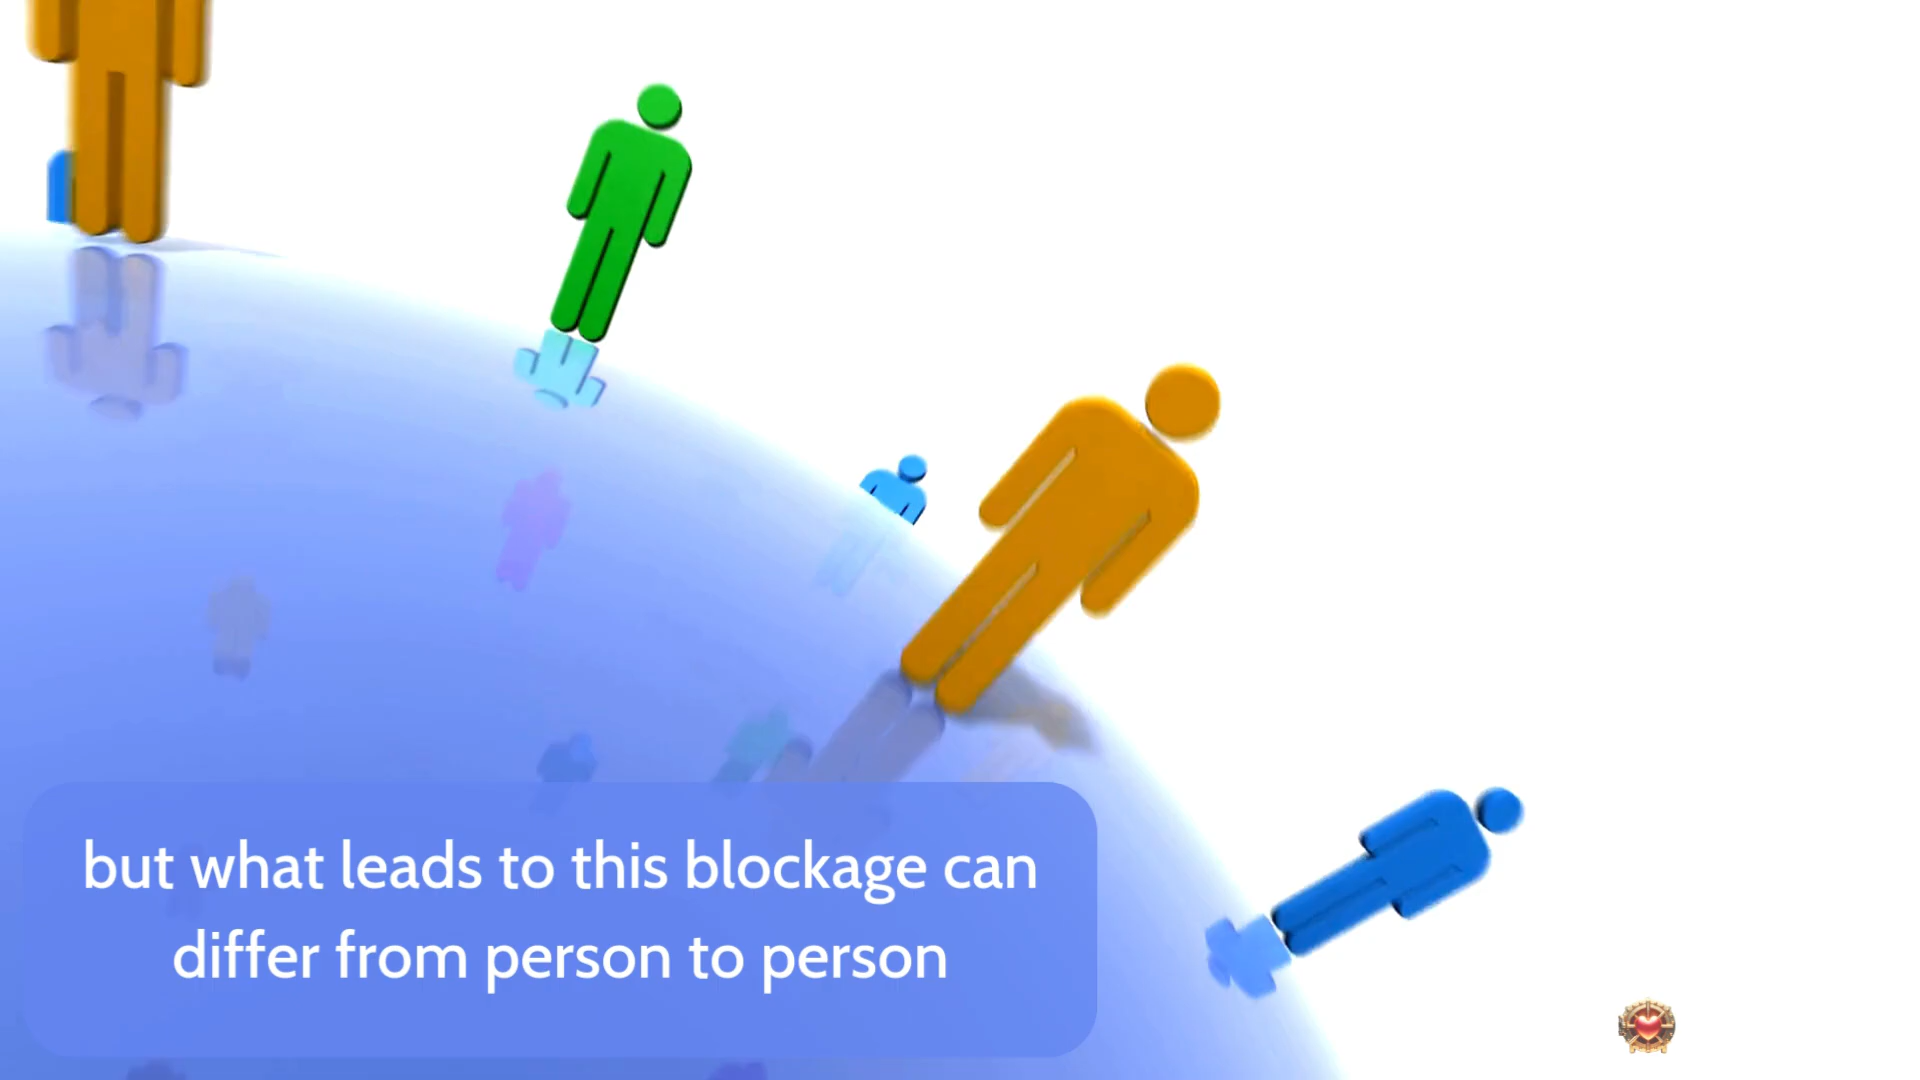 but what leads to this blockage can
differ from person to person